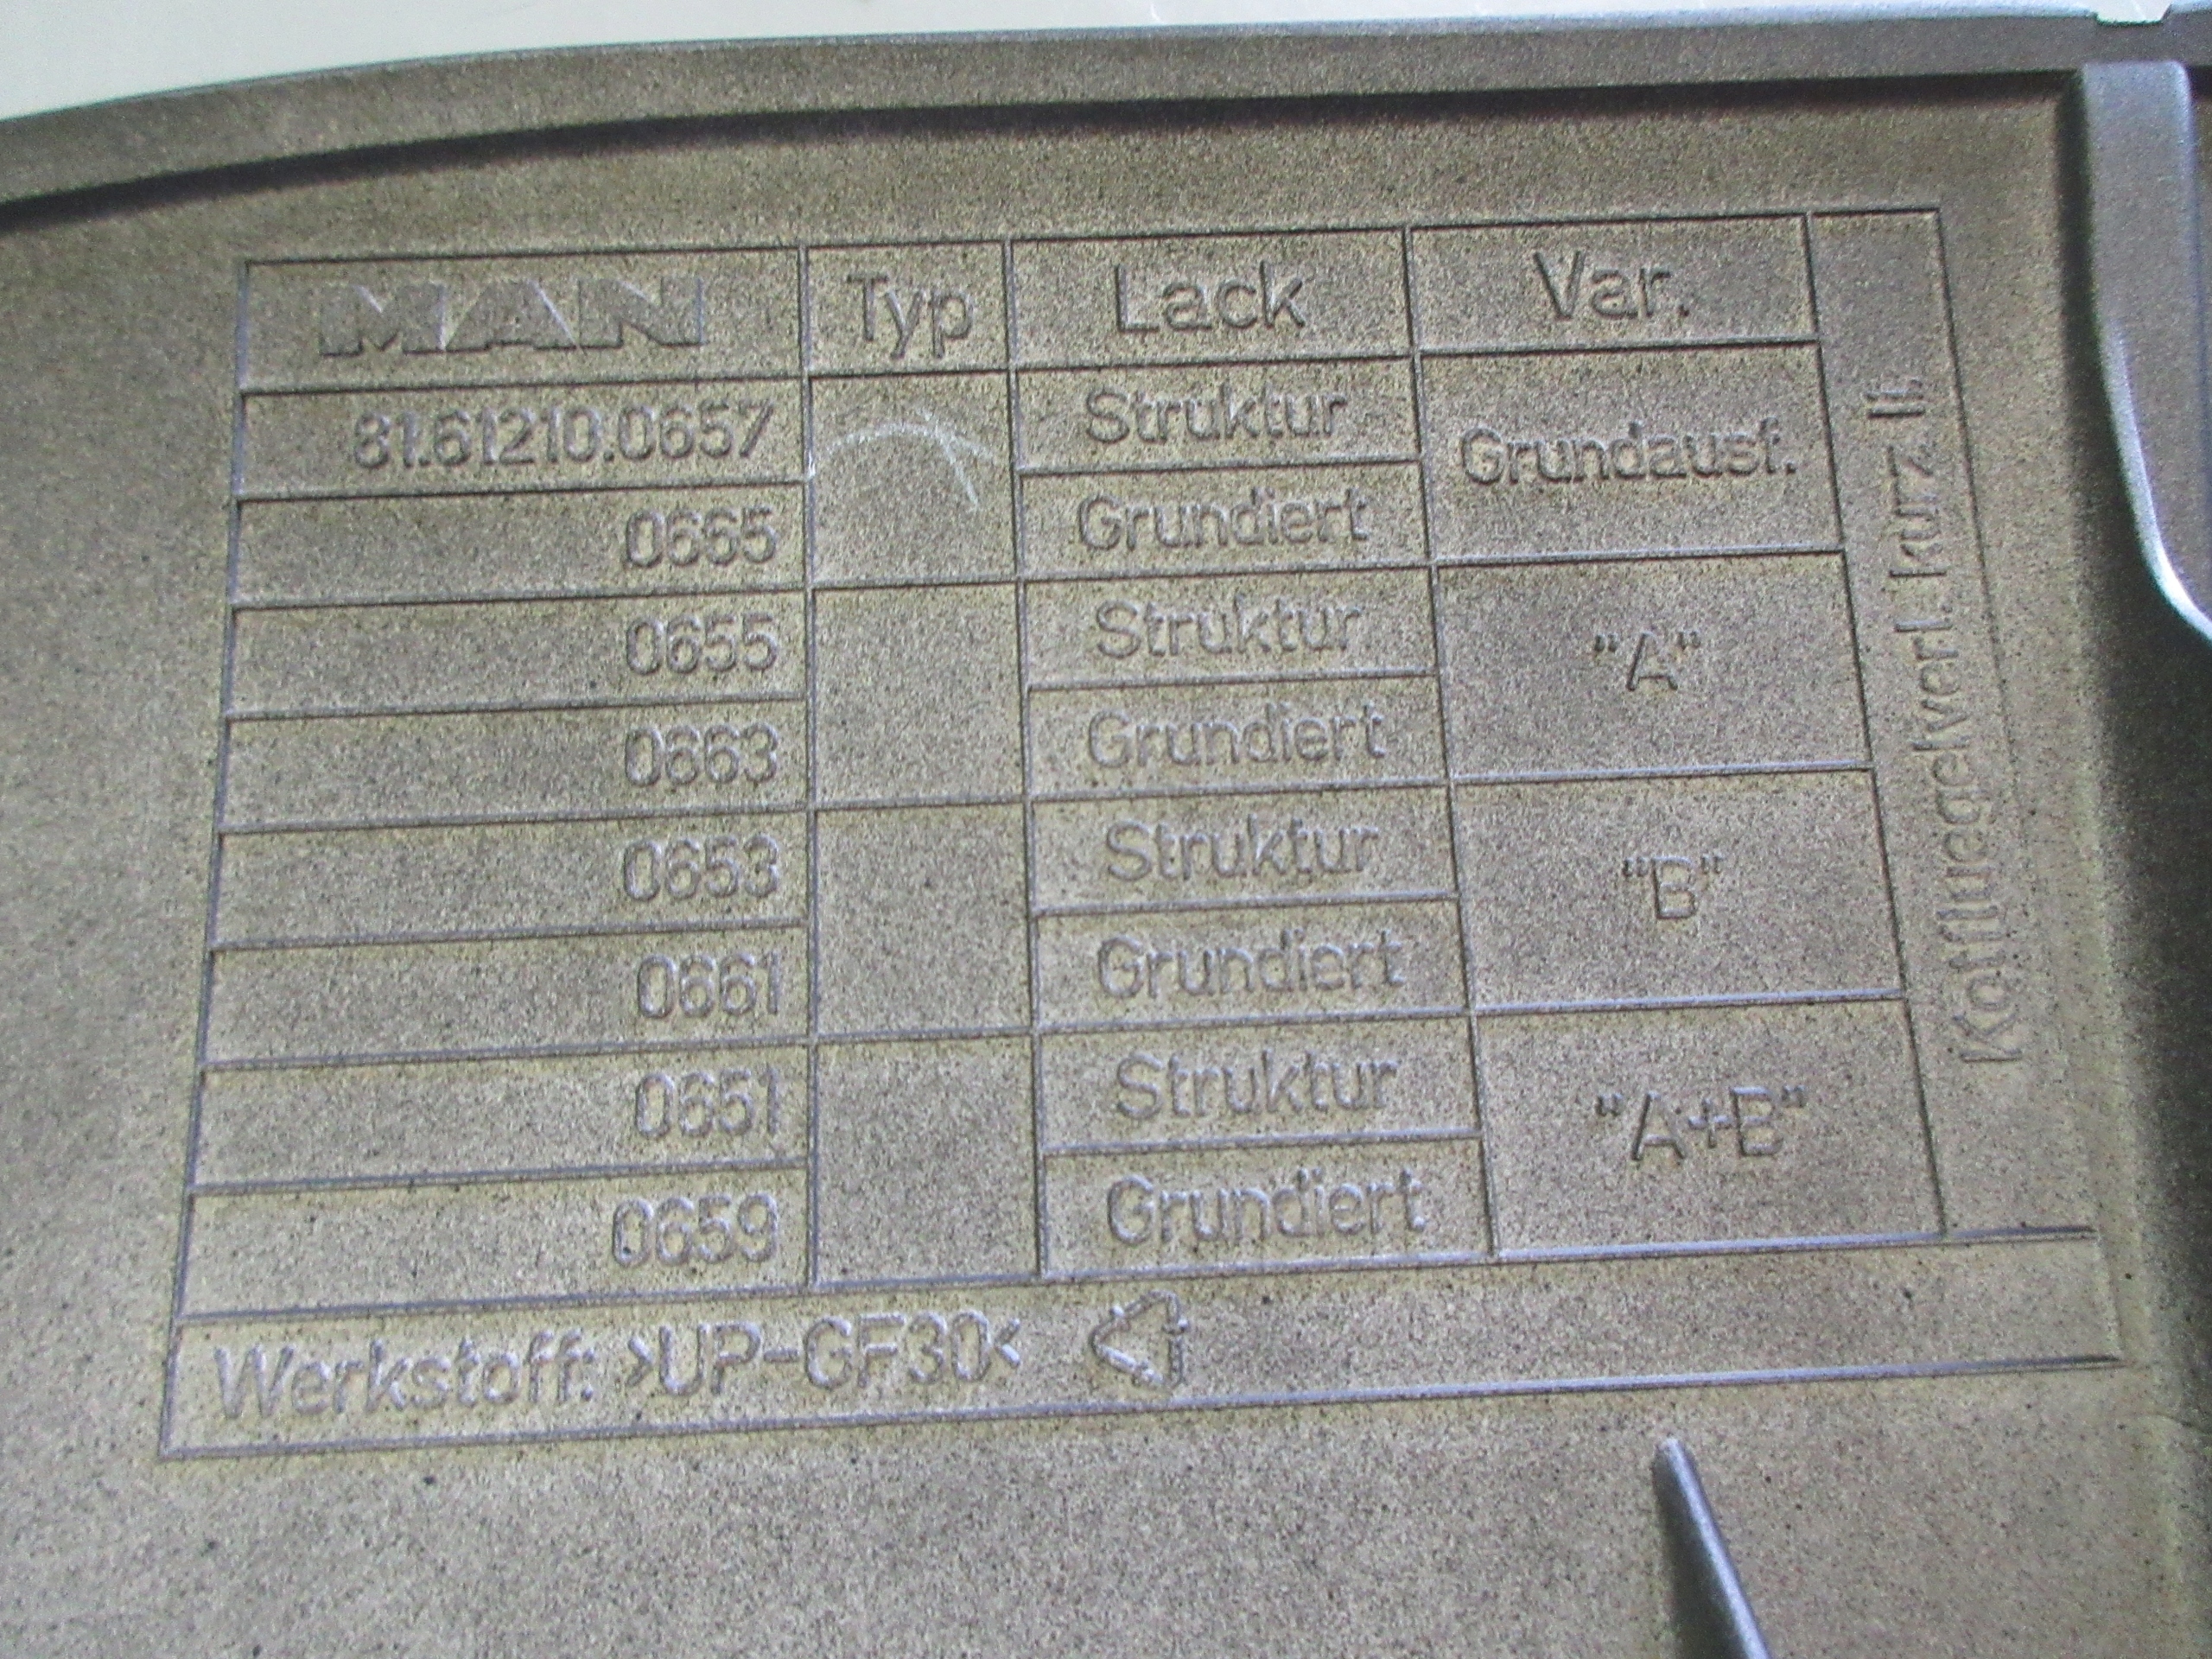 MAN Typ Lack Var.
81.61210.0657 Struktur Grundausf.
0665 Grundiert
0655 Struktur "A"
0663 Grundiert
0653 Struktur "B"
0661 Grundiert
0651 Struktur "A+B"
0659 Grundiert
Kotfluegelverl. kurz li.
Werkstoff: >UP-GF30<